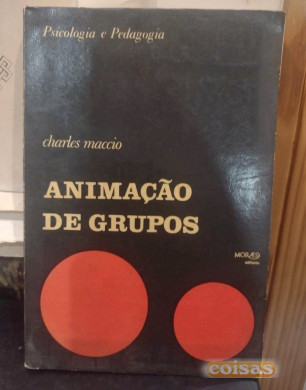 Psicologia e Pedagogia
charles maccio
ANIMAÇÃO
DE GRUPOS
MORAES
editores
coisas